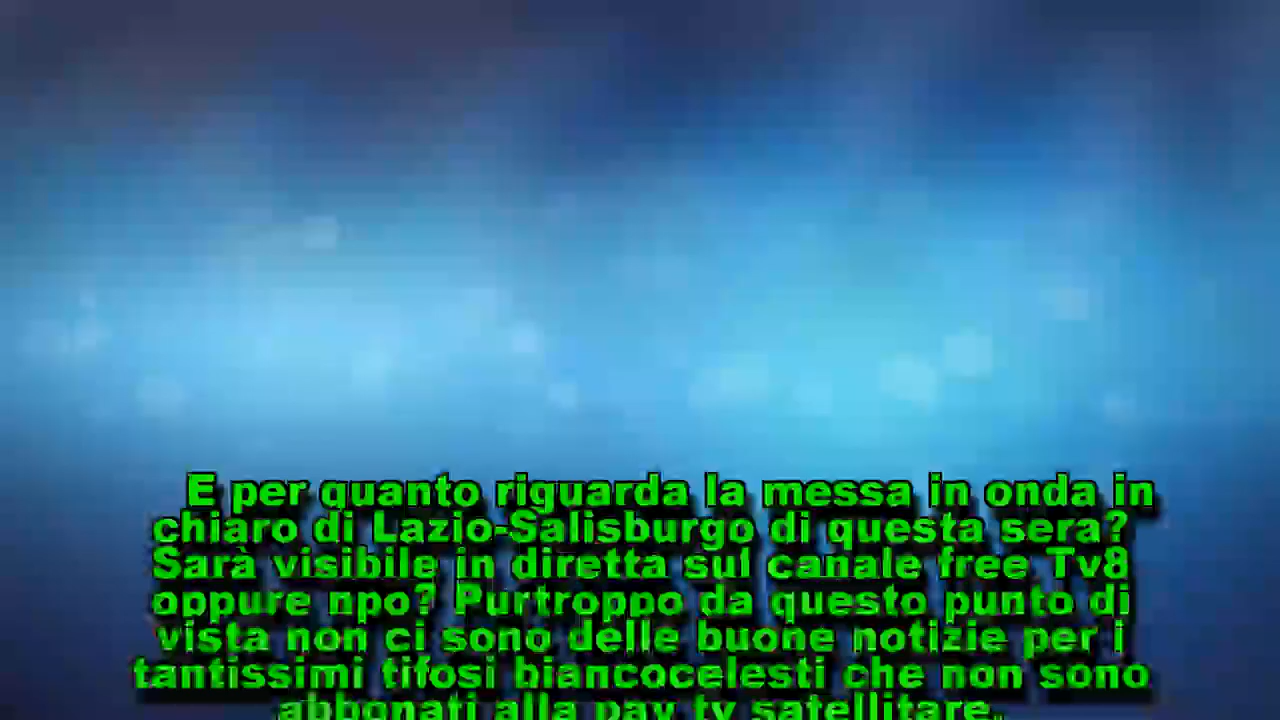 E per quanto riguarda la messa in onda in
chiaro di Lazio-Salisburgo di questa sera?
Sarà visibile in diretta sul canale free Tv8
oppure npo? Purtroppo da questo punto di
vista non ci sono delle buone notizie per i
tantissimi tifosi biancocelesti che non sono
abbonati alla pay tv satellitare.